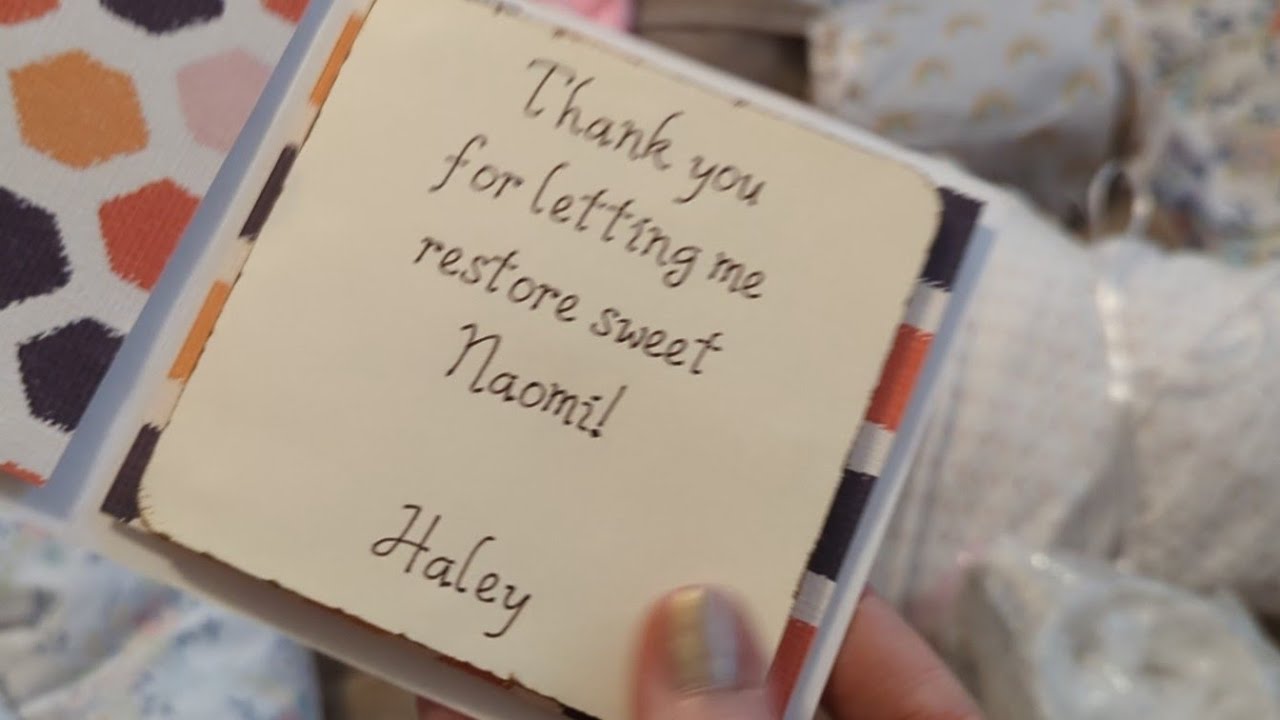 Thank you
for letting me
restore sweet
Naomi!
Haley